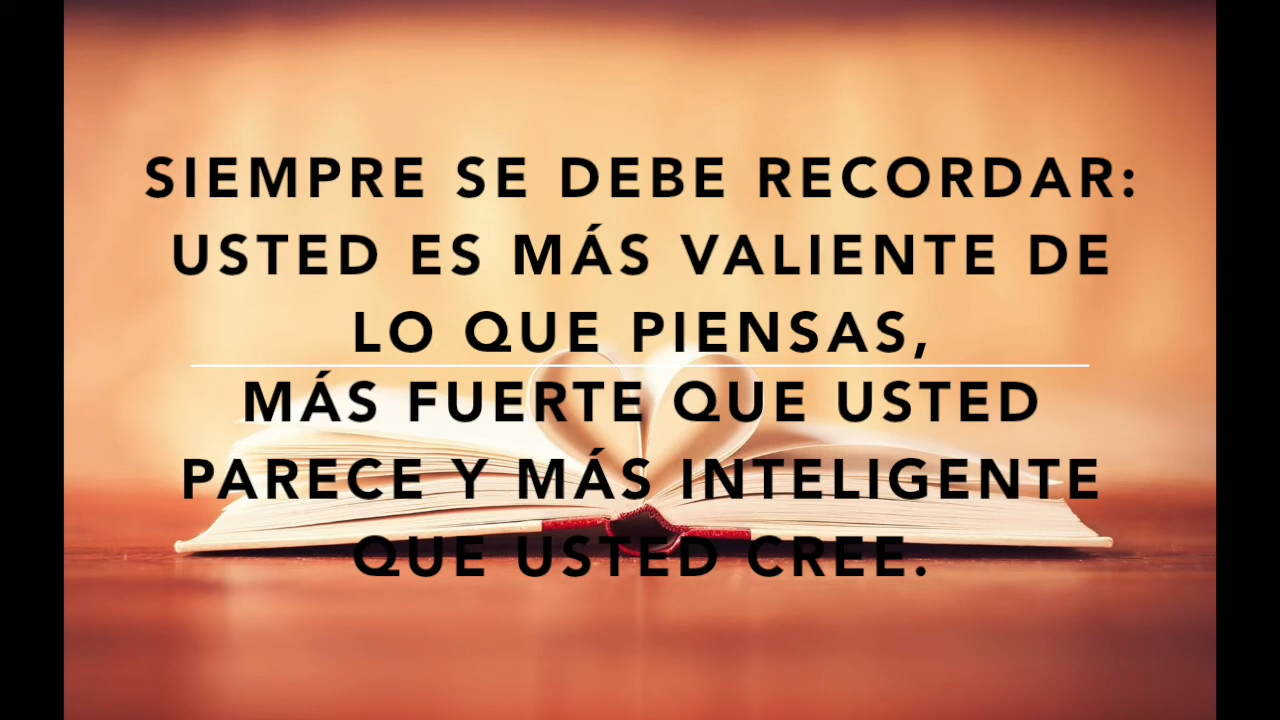 SIEMPRE SE DEBE RECORDAR:
USTED ES MÁS VALIENTE DE
LO QUE PIENSAS,
MÁS FUERTE QUE USTED
PARECE Y MÁS INTELIGENTE
QUE USTED CREE.